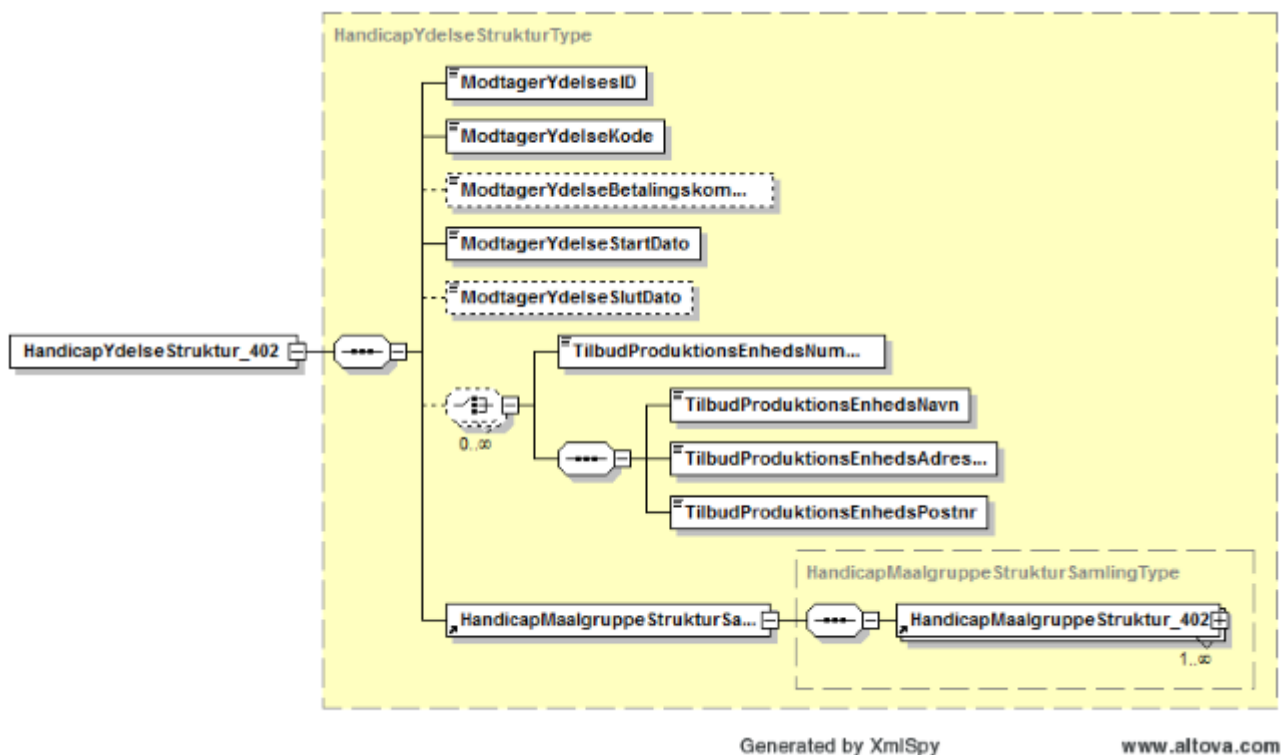 HandicapYdelseStrukturType
ModtagerYdelsesID
ModtagerYdelseKode
ModtagerYdelseBetalingskom...
ModtagerYdelseStartDato
ModtagerYdelseSlutDato
HandicapYdelseStruktur_402
TilbudProduktionsEnhedsNum...
0..∞
TilbudProduktionsEnhedsNavn
TilbudProduktionsEnhedsAdres...
TilbudProduktionsEnhedsPostnr
HandicapMaalgruppeStrukturSamlingType
HandicapMaalgruppeStrukturSa...
HandicapMaalgruppeStruktur_402
1..∞
Generated by XmlSpy www.altova.com